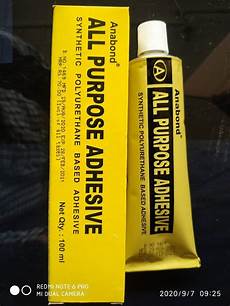 Anabond
ALL PURPOSE ADHESIVE
SYNTHETIC POLYURETHANE BASED ADHESIVE
Net Qty. : 100 ml
A
Anabond
ALL PURPOSE ADHESIVE
SYNTHETIC POLYURETHANE BASED ADHESIVE
REDMI NOTE 6 PRO
MI DUAL CAMERA
2020/9/7 09:25